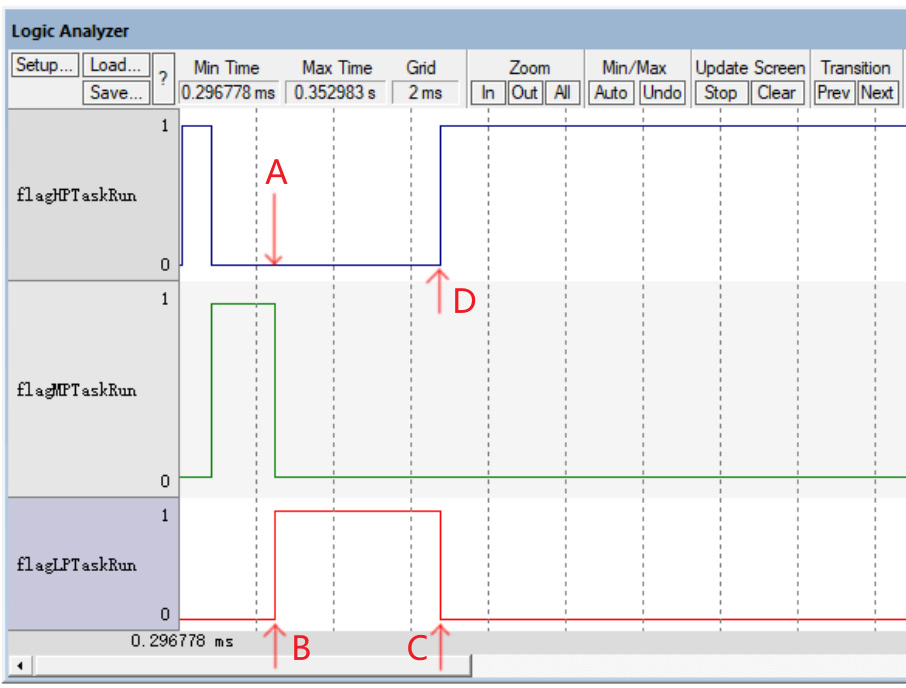 Logic Analyzer
Setup... Load... ? Min Time Max Time Grid Zoom Min/Max Update Screen Transition
Save... 0.296778 ms 0.352983 s 2 ms In Out All Auto Undo Stop Clear Prev Next
1
A
flagHPTaskRun
0
D
1
flagMPTaskRun
0
1
flagLPTaskRun
0
0.296778 ms B C